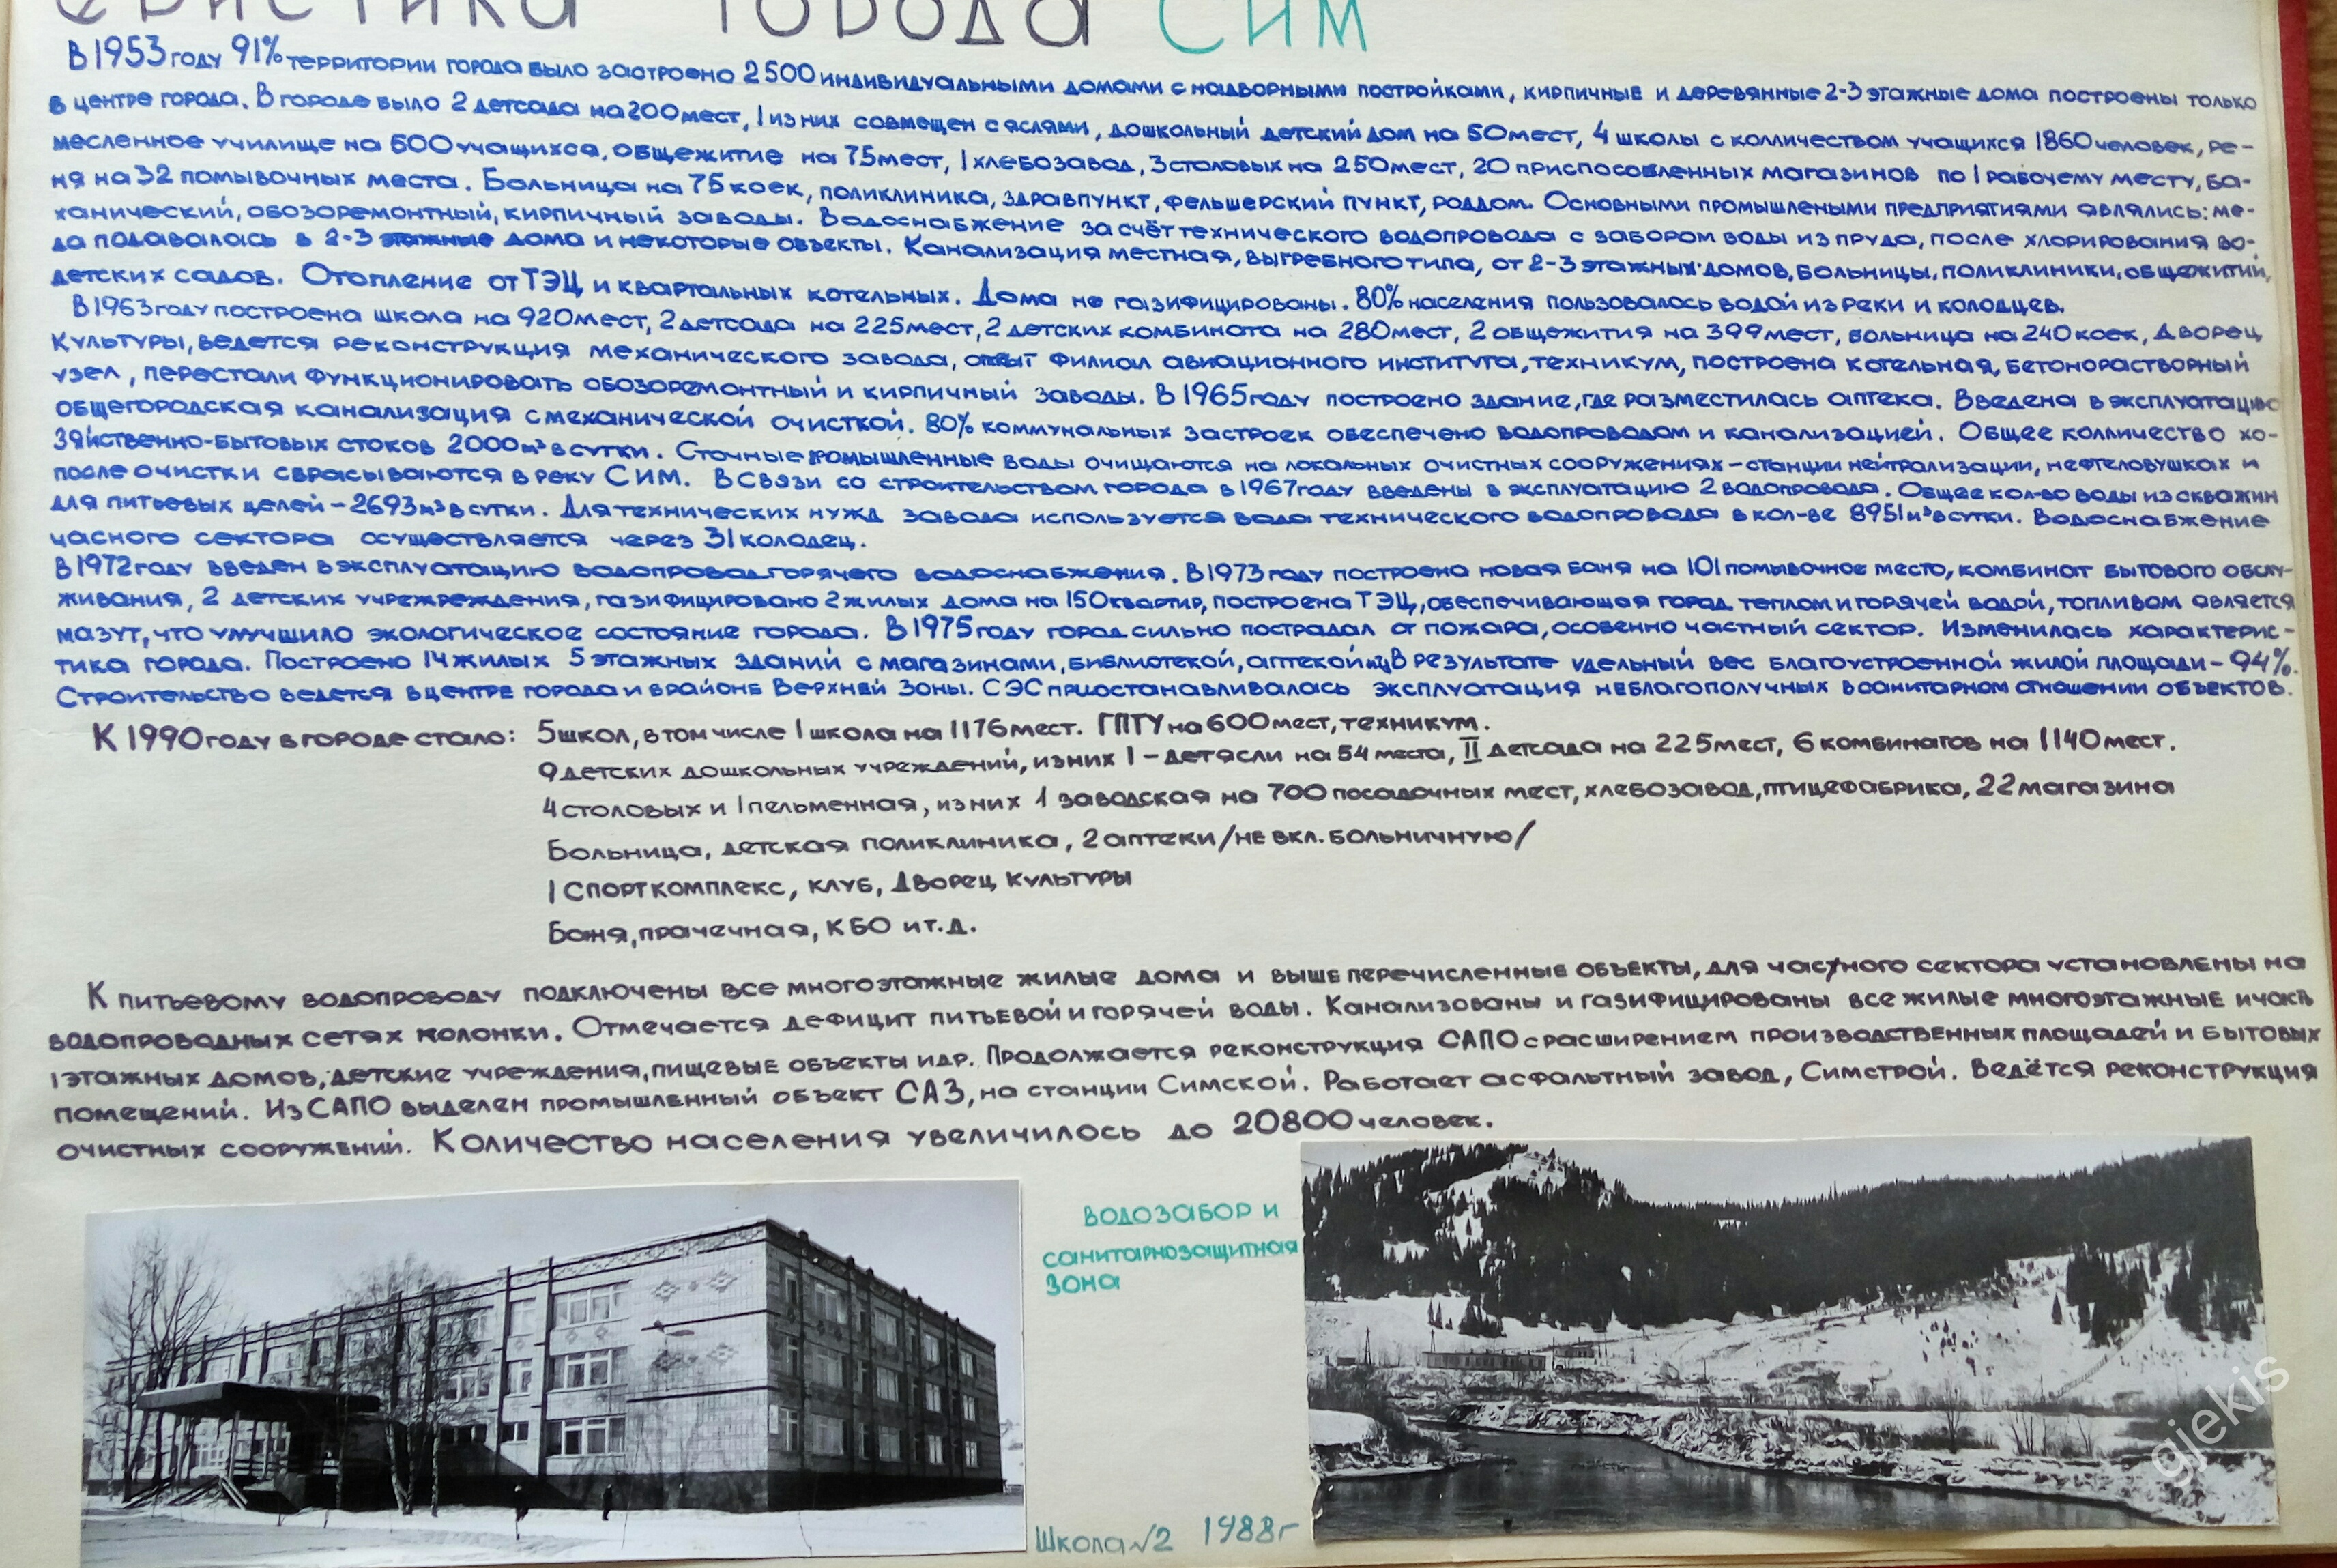 еристика города Сим
В 1953 году 91% территории города было застроено 2500 индивидуальными домами с надворными постройками, кирпичные и деревянные 2-3 этажные дома построены только
в центре города. В городе было 2 детсада на 200 мест, 1 из них совмещен с яслями, дошкольный детский дом на 50 мест, 4 школы с колличеством учащихся 1860 человек, ре-
месленное училище на 600 учащихся, общежитие на 75 мест, 1 хлебозавод, 3 столовых на 250 мест, 20 приспособленных магазинов по 1 рабочему месту, ба-
ня на 32 помывочных места. Больница на 75 коек, поликлиника, здравпункт, фельшерский пункт, роддом. Основными промышлеными предприятиями являлись: ме-
ханический, обозоремонтный, кирпичный заводы. Водоснабжение за счёт технического водопровода с забором воды из пруда, после хлорирования во-
да подавалась в 2-3 этажные дома и некоторые объекты. Канализация местная, выгребного типа, от 2-3 этажных домов, больницы, поликлиники, общежитий,
детских садов. Отопление от ТЭЦ и квартальных котельных. Дома не газифицированы. 80% населения пользовалось водой из реки и колодцев.
В 1963 году построена школа на 920 мест, 2 детсада на 225 мест, 2 детских комбината на 280 мест, 2 общежития на 399 мест, больница на 240 коек, Дворец
Культуры, ведется реконструкция механического завода, открыт филиал авиационного института, техникум, построена котельная, бетонорастворный
узел, перестали функционировать обозоремонтный и кирпичный заводы. В 1965 году построено здание, где разместилась аптека. Введена в эксплуатацию
общегородская канализация с механической очисткой. 80% коммунальных застроек обеспечено водопроводом и канализацией. Общее колличество хо-
зяйственно-бытовых стоков 2000 м³ в сутки. Сточные промышленные воды очищаются на локальных очистных сооружениях - станции нейтрализации, нефтеловушках и
после очистки сбрасываются в реку СИМ. В связи со строительством города в 1967 году введены в эксплуатацию 2 водопровода. Общее кол-во воды из скважин
для питьевых целей - 2693 м³ в сутки. Для технических нужд завода используется вода технического водопровода в кол-ве 8951 м³ в сутки. Водоснабжение
часного сектора осуществляется через 31 колодец.
В 1972 году введен в эксплуатацию водопровод горячего водоснабжения. В 1973 году построена новая баня на 101 помывочное место, комбинат бытового обслу-
живания, 2 детских учрежреждения, газифицировано 2 жилых дома на 150 квартир, построена ТЭЦ, обеспечивающая город теплом и горячей водой, топливом является
мазут, что улучшило экологическое состояние города. В 1975 году город сильно пострадал от пожара, особенно частный сектор. Изменилась характерис-
тика города. Построено 14 жилых 5 этажных зданий с магазинами, библиотекой, аптекой В результате удельный вес благоустроенной жилой площади - 94%.
Строительство ведется в центре города и в районе Верхней Зоны. СЭС приостанавливалась эксплуатация неблагополучных в санитарном отношении объектов.
К 1990 году в городе стало: 5 школ, в том числе 1 школа на 1176 мест. ГПТУ на 600 мест, техникум.
9 детских дошкольных учреждений, из них 1 - детясли на 54 места, II детсада на 225 мест, 6 комбинатов на 1140 мест.
4 столовых и 1 пельменная, из них 1 заводская на 700 посадочных мест, хлебозавод, птицефабрика, 22 магазина
Больница, детская поликлиника, 2 аптеки /не вкл. больничную/
1 спорткомплекс, клуб, Дворец Культуры
Баня, прачечная, КБО и т.д.
К питьевому водопроводу подключены все многоэтажные жилые дома и вышеперечисленные объекты, для частного сектора установлены на
водопроводных сетях колонки. Отмечается дефицит питьевой и горячей воды. Канализованы и газифицированы все жилые многоэтажные и часть
1 этажных домов, детские учреждения, пищевые объекты и др. Продолжается реконструкция САПО с расширением производственных площадей и бытовых
помещений. Из САПО выделен промышленный объект САЗ, на станции Симской. Работает асфальтный завод, Симстрой. Ведётся реконструкция
очистных сооружений. Количество населения увеличилось до 20800 человек.
Водозабор и
санитарнозащитная
зона
Школа √2 1988г
gjekis